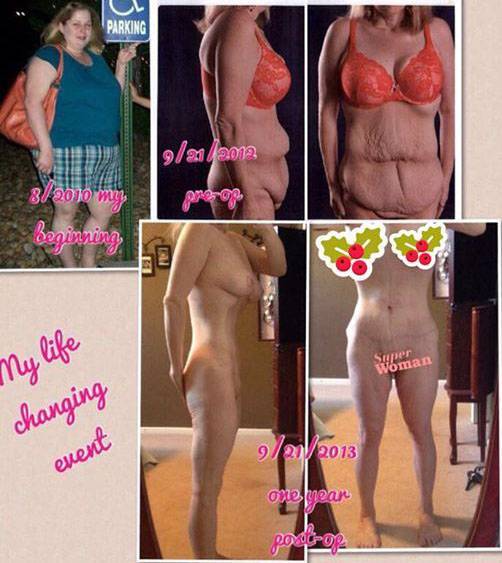 PARKING
8/2010 my
beginning
9/21/2012
pre-op
My life
changing
event
Super
Woman
9/21/2013
one year
post-op